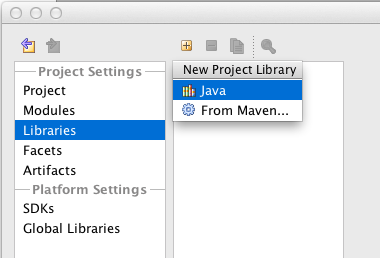 Project Settings
Project
Modules
Libraries
Facets
Artifacts
Platform Settings
SDKs
Global Libraries
New Project Library
Java
From Maven...